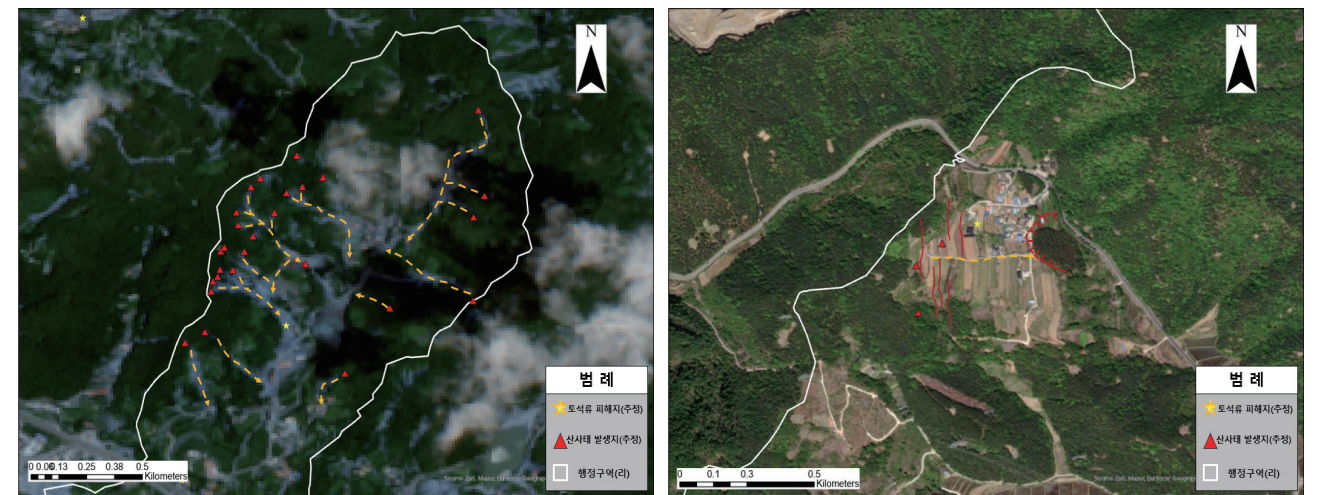 N
범 례
토석류 피해지(추정)
산사태 발생지(추정)
행정구역(리)
0 0.06 0.13 0.25 0.38 0.5
Kilometers
N
범 례
토석류 피해지(추정)
산사태 발생지(추정)
행정구역(리)
0 0.1 0.3 0.5
Kilometers